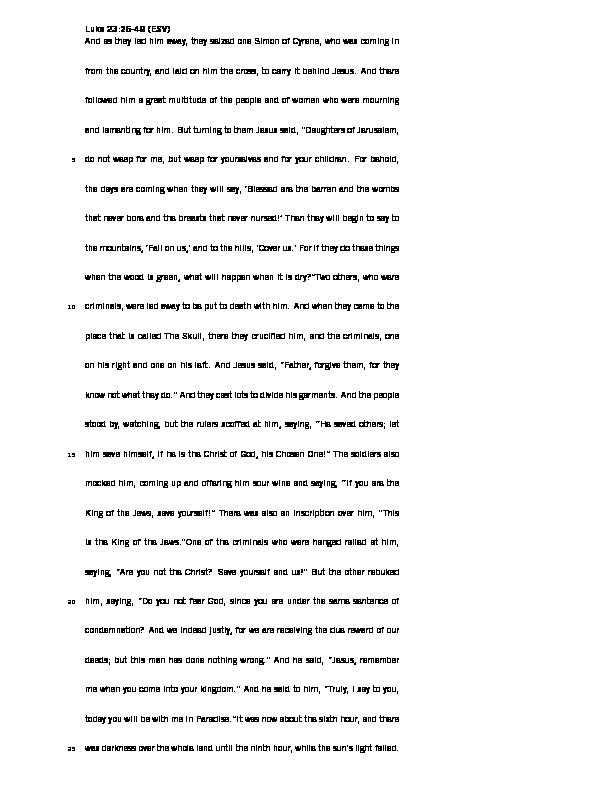 Luke 23:26-49 (ESV)
And as they led him away, they seized one Simon of Cyrene, who was coming in
from the country, and laid on him the cross, to carry it behind Jesus. And there
followed him a great multitude of the people and of women who were mourning
and lamenting for him. But turning to them Jesus said, "Daughters of Jerusalem,
5 do not weep for me, but weep for yourselves and for your children. For behold,
the days are coming when they will say, 'Blessed are the barren and the wombs
that never bore and the breasts that never nursed!' Then they will begin to say to
the mountains, 'Fall on us,' and to the hills, 'Cover us.' For if they do these things
when the wood is green, what will happen when it is dry?"Two others, who were
10 criminals, were led away to be put to death with him. And when they came to the
place that is called The Skull, there they crucified him, and the criminals, one
on his right and one on his left. And Jesus said, "Father, forgive them, for they
know not what they do." And they cast lots to divide his garments. And the people
stood by, watching, but the rulers scoffed at him, saying, "He saved others; let
15 him save himself, if he is the Christ of God, his Chosen One!" The soldiers also
mocked him, coming up and offering him sour wine and saying, "If you are the
King of the Jews, save yourself!" There was also an inscription over him, "This
is the King of the Jews."One of the criminals who were hanged railed at him,
saying, "Are you not the Christ? Save yourself and us!" But the other rebuked
20 him, saying, "Do you not fear God, since you are under the same sentence of
condemnation? And we indeed justly, for we are receiving the due reward of our
deeds; but this man has done nothing wrong." And he said, "Jesus, remember
me when you come into your kingdom." And he said to him, "Truly, I say to you,
today you will be with me in Paradise."It was now about the sixth hour, and there
25 was darkness over the whole land until the ninth hour, while the sun's light failed.